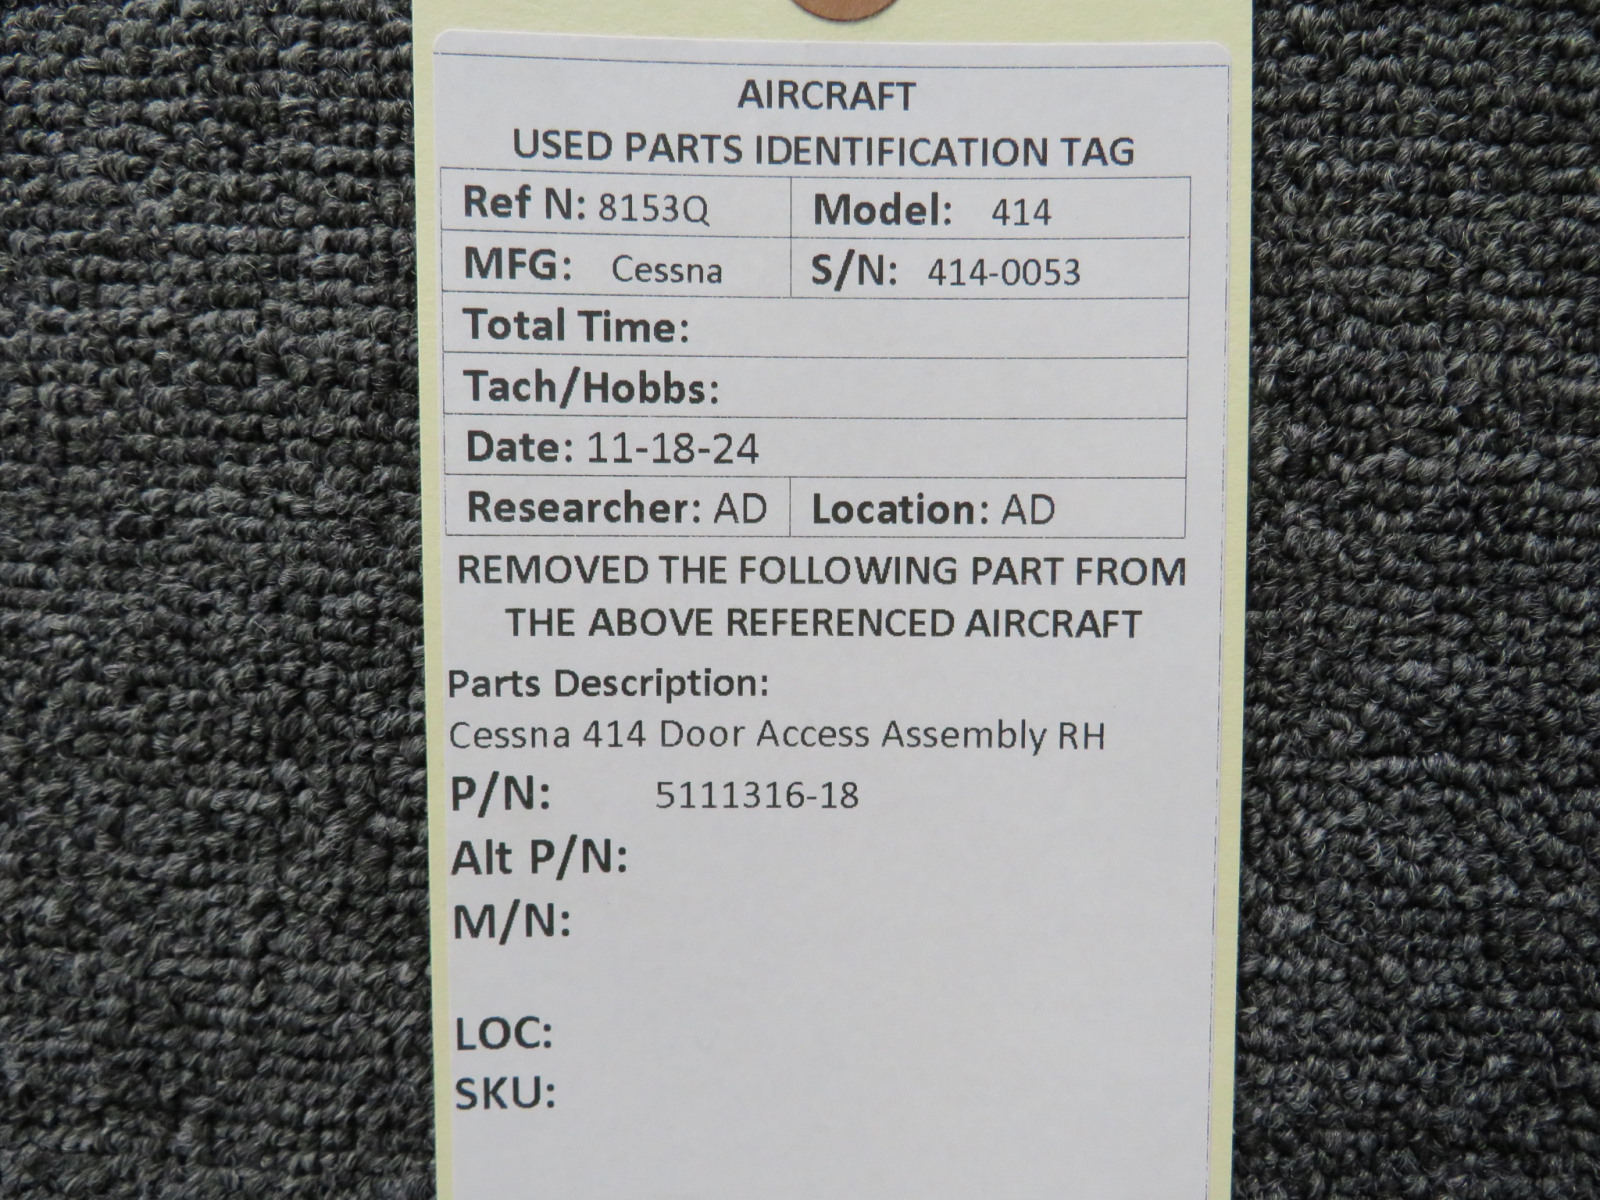 AIRCRAFT
USED PARTS IDENTIFICATION TAG
Ref N: 8153Q Model: 414
MFG: Cessna S/N: 414-0053
Total Time:
Tach/Hobbs:
Date: 11-18-24
Researcher: AD Location: AD
REMOVED THE FOLLOWING PART FROM
THE ABOVE REFERENCED AIRCRAFT
Parts Description:
Cessna 414 Door Access Assembly RH
P/N: 5111316-18
Alt P/N:
M/N:
LOC:
SKU: